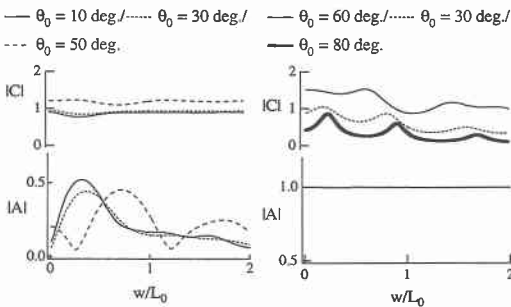 θ₀ = 10 deg./ θ₀ = 30 deg./
θ₀ = 50 deg.
θ₀ = 60 deg./ θ₀ = 30 deg./
θ₀ = 80 deg.
2
|C| 1
0
0.5
|A|
0.0
0 1 2
w/L₀
2
|C| 1
0
1.0
|A|
0.5
0 1 2
w/L₀